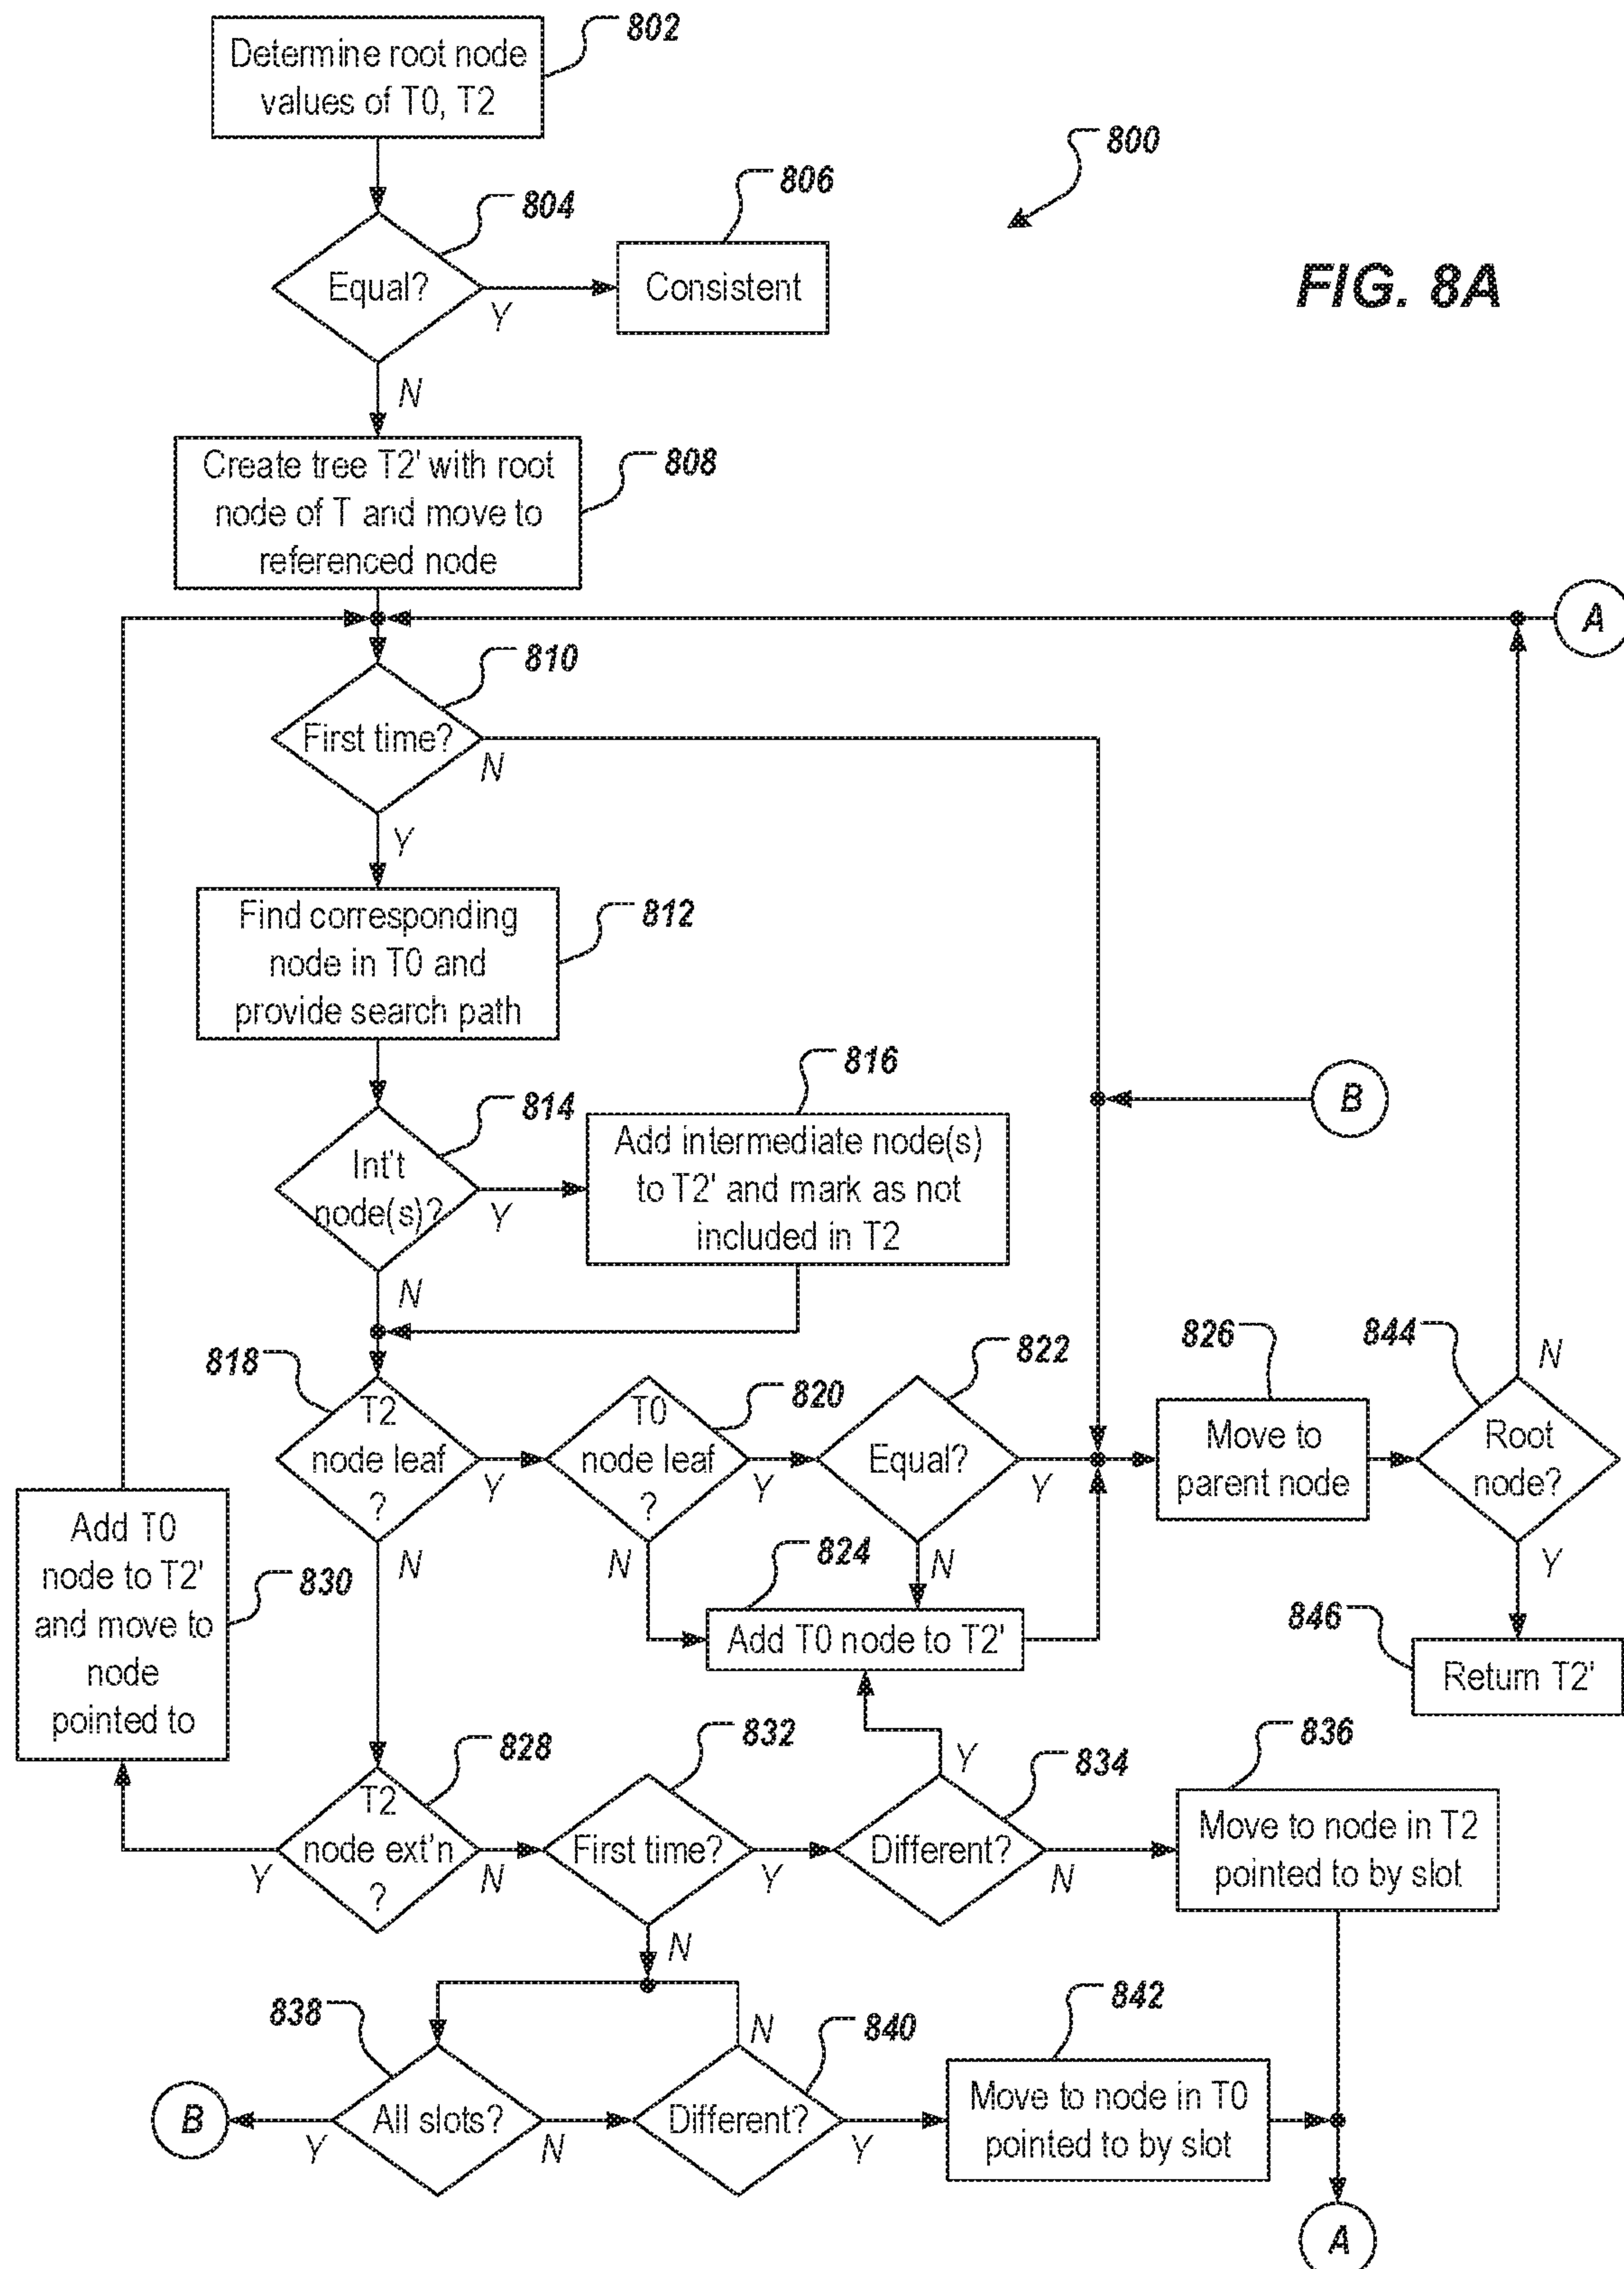 802
Determine root node
values of T0, T2
800
806
804
Equal?
Y
Consistent
FIG. 8A
N
Create tree T2' with root
node of T and move to
referenced node
808
A
810
First time?
N
Y
Find corresponding
node in T0 and
provide search path
812
816
814
Int't
node(s)?
Y
Add intermediate node(s)
to T2' and mark as not
included in T2
B
N
818
T2
node leaf
?
Y
N
820
T0
node leaf
?
Y
N
822
Equal?
Y
N
826
Move to
parent node
844
Root
node?
N
Y
824
Add T0 node to T2'
846
Return T2'
Add T0
node to T2'
and move to
node
pointed to
830
828
T2
node ext'n
?
Y
N
832
First time?
Y
N
834
Different?
Y
N
836
Move to node in T2
pointed to by slot
838
All slots?
Y
N
B
840
Different?
N
Y
842
Move to node in T0
pointed to by slot
A